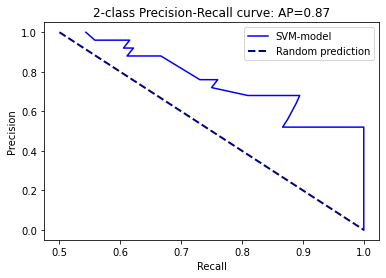 2-class Precision-Recall curve: AP=0.87
SVM-model
Random prediction
Precision
1.0
0.8
0.6
0.4
0.2
0.0
0.5 0.6 0.7 0.8 0.9 1.0
Recall